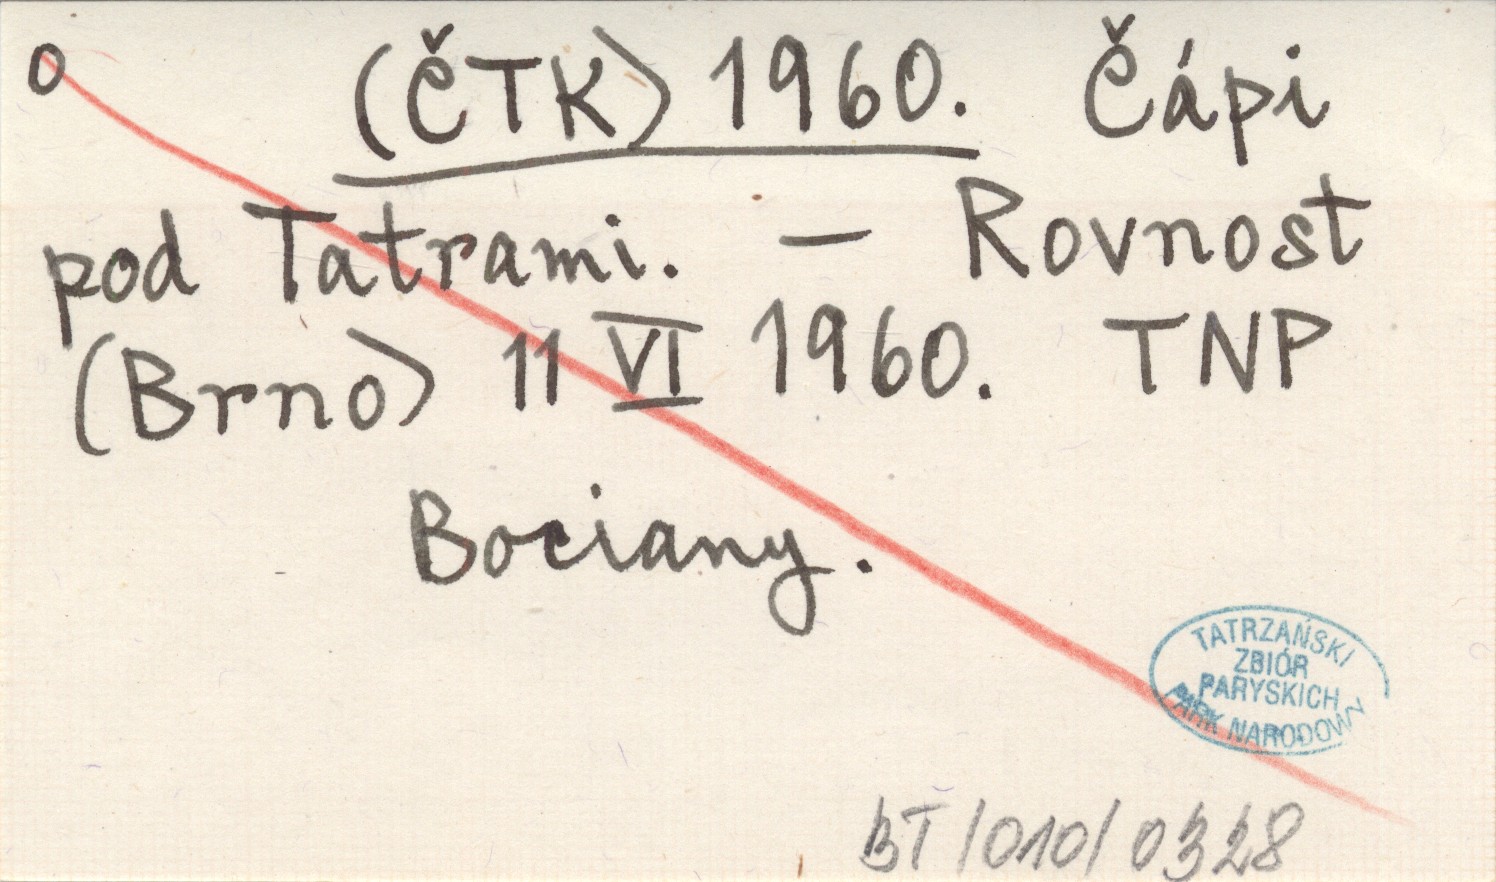 o (ČTK) 1960. Čápi
pod Tatrami. — Rovnost
(Brno) 11 VI 1960. TNP
Bociany.
TATRZAŃSKI
ZBIÓR
PARYSKICH
PARK NARODOWY
BT/010/0328